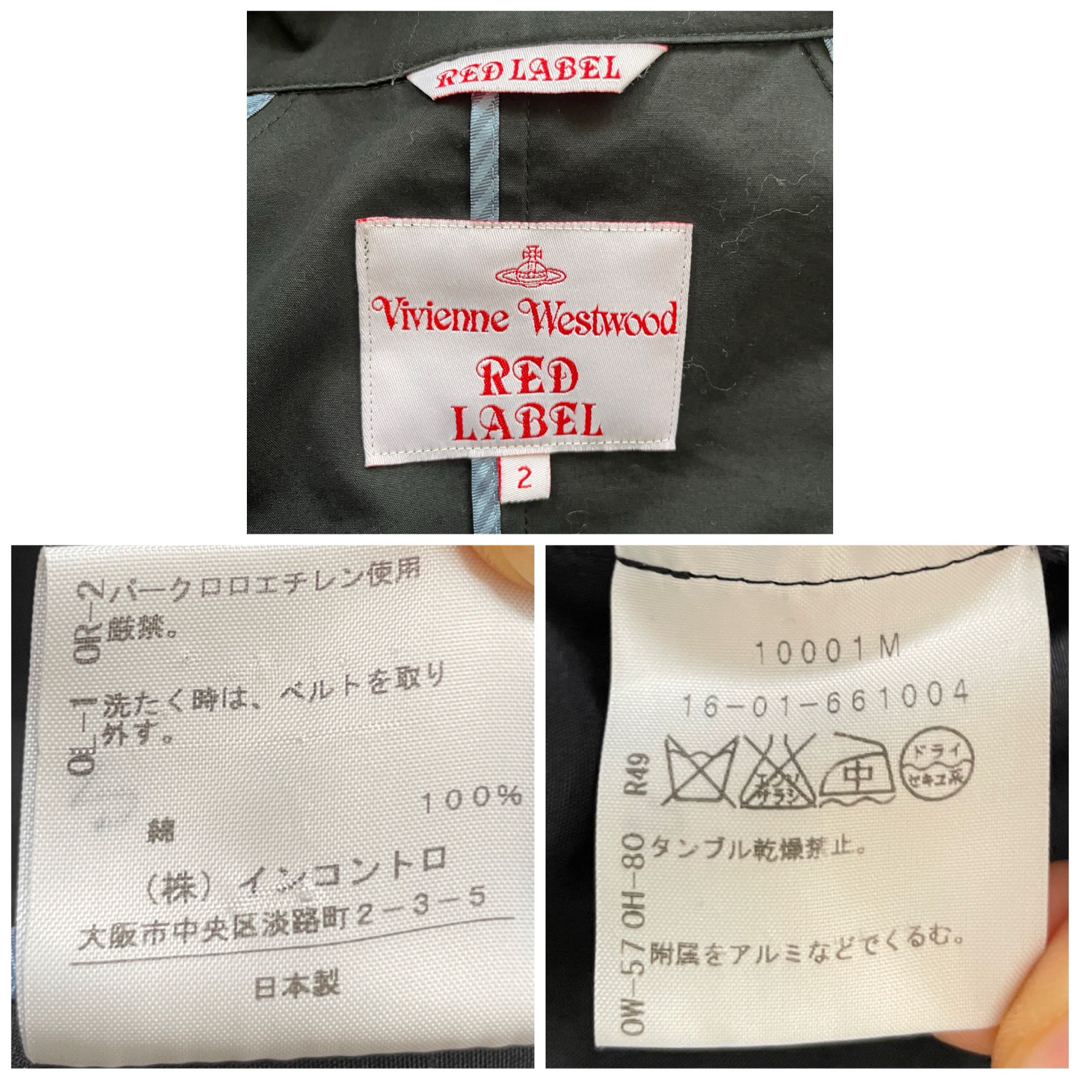 RED LABEL
Vivienne Westwood
RED
LABEL
2
OR-2
パークロロエチレン使用
厳禁。
OL-1
洗たく時は、ベルトを取り
外す。
綿 100%
(株) インコントロ
大阪市中央区淡路町2-3-5
日本製
10001M
16-01-661004
R49
エンソ
サラシ
中
ドライ
セキユ系
OH-80
タンブル乾燥禁止。
OW-57
附属をアルミなどでくるむ。